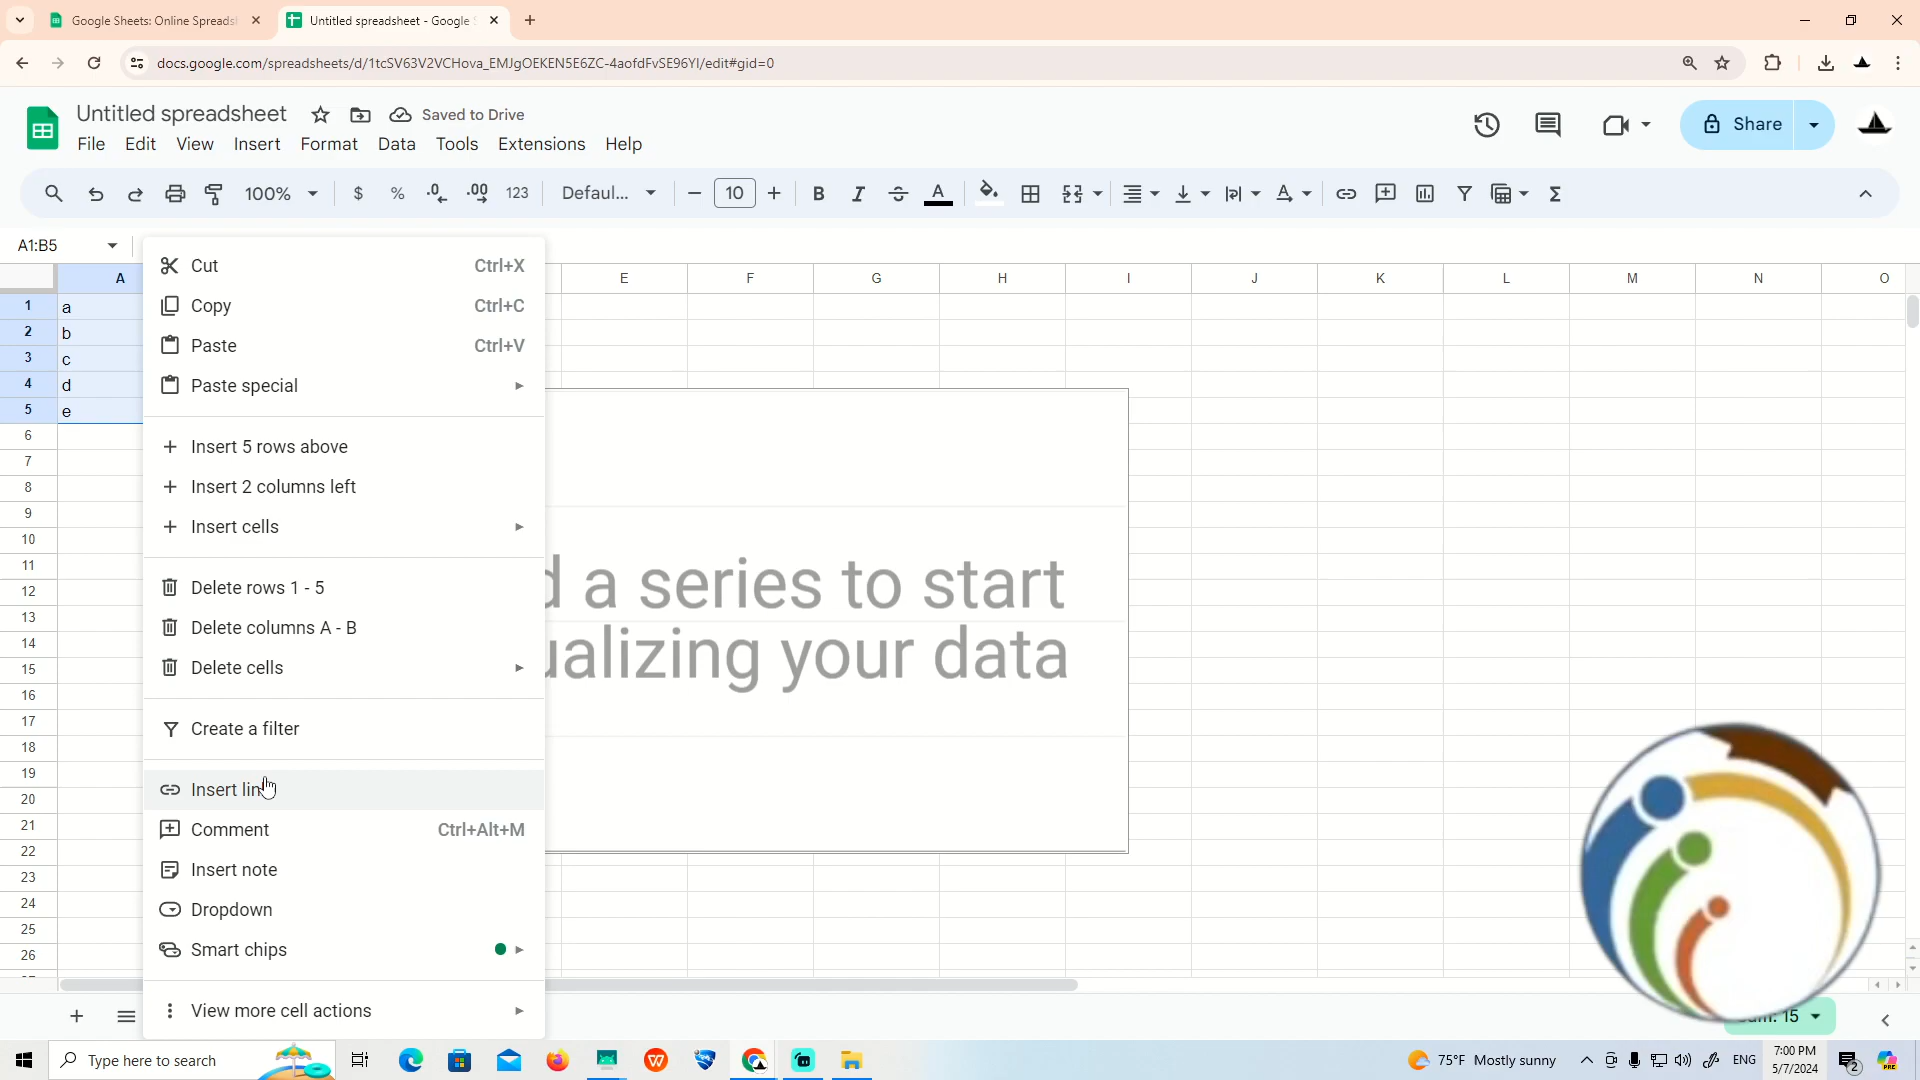 Google Sheets: Online Spreads
Untitled spreadsheet - Google S
docs.google.com/spreadsheets/d/1tcSV63V2VCHova_EMJgOEKEN5E6ZC-4aofdFvSE96YI/edit#gid=0
Untitled spreadsheet
Saved to Drive
File Edit View Insert Format Data Tools Extensions Help
Share
100% $ % .0 .00 123 Defaul... 10 B I A
A1:B5
A E F G H I J K L M N O
1 a
2 b
3 c
4 d
5 e
6
7
8
9
10
11
12
13
14
15
16
17
18
19
20
21
22
23
24
25
26
Cut Ctrl+X
Copy Ctrl+C
Paste Ctrl+V
Paste special
Insert 5 rows above
Insert 2 columns left
Insert cells
Delete rows 1 - 5
Delete columns A - B
Delete cells
Create a filter
Insert lin
Comment Ctrl+Alt+M
Insert note
Dropdown
Smart chips
View more cell actions
d a series to start
ualizing your data
15
Type here to search
75°F Mostly sunny
ENG
7:00 PM
5/7/2024
2
PRE